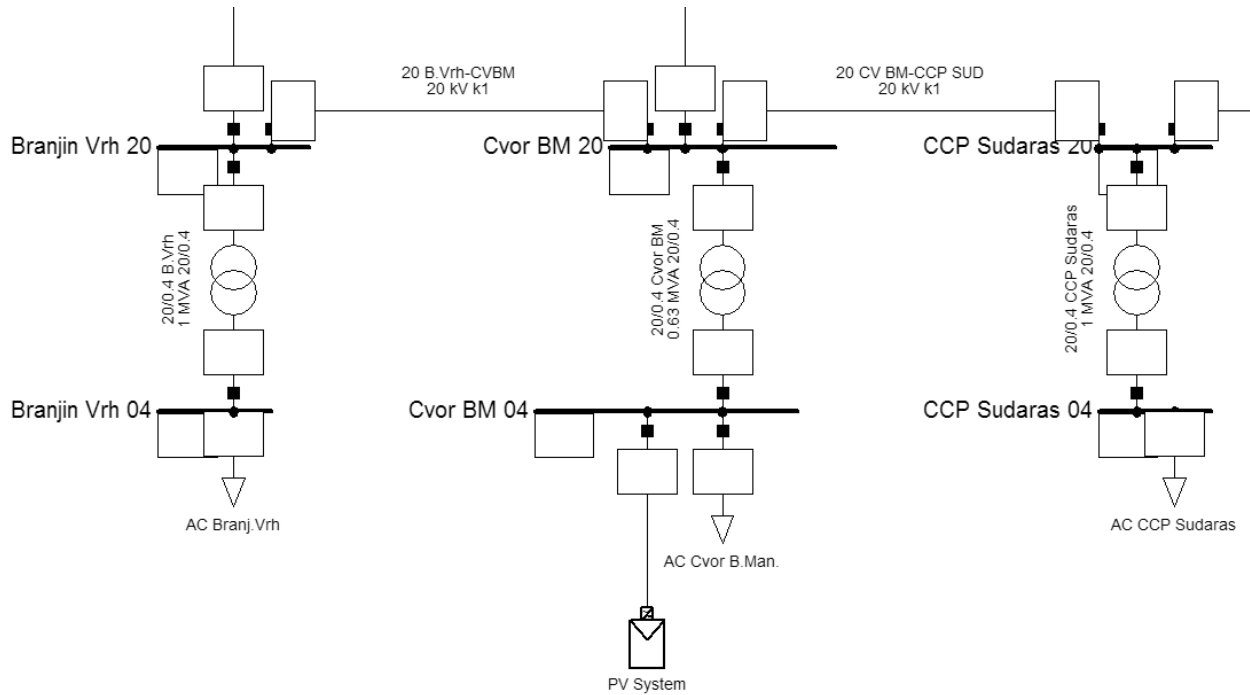 20 B.Vrh-CVBM
20 kV k1
20 CV BM-CCP SUD
20 kV k1
Branjin Vrh 20
Cvor BM 20
CCP Sudaras 20
20/0.4 B.Vrh
1 MVA 20/0.4
20/0.4 Cvor BM
0.63 MVA 20/0.4
20/0.4 CCP Sudaras
1 MVA 20/0.4
Branjin Vrh 04
Cvor BM 04
CCP Sudaras 04
AC Branj.Vrh
AC Cvor B.Man.
AC CCP Sudaras
PV System